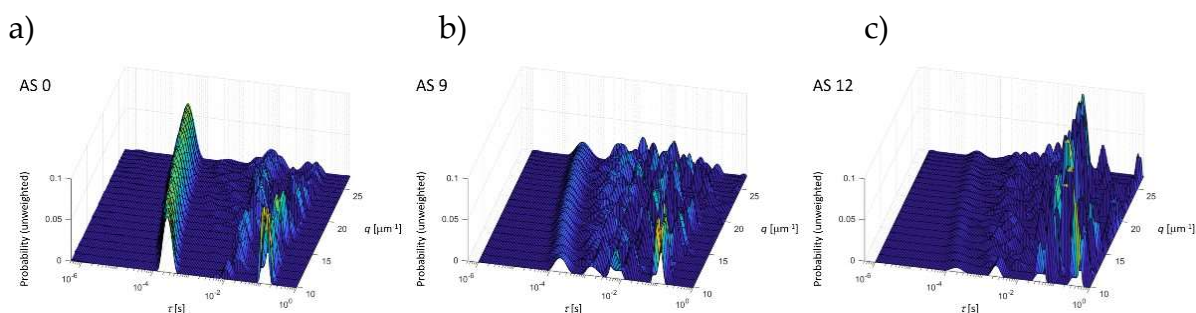 a)
b)
c)
AS 0
AS 9
AS 12
Probability (unweighted)
0.1
0.05
0
10⁻⁶
10⁻⁴
10⁻²
10⁰
τ [s]
10
15
20
25
q [µm⁻¹]
Probability (unweighted)
0.1
0.05
0
10⁻⁶
10⁻⁴
10⁻²
10⁰
τ [s]
10
15
20
25
q [µm⁻¹]
Probability (unweighted)
0.1
0.05
0
10⁻⁶
10⁻⁴
10⁻²
10⁰
τ [s]
10
15
20
25
q [µm⁻¹]